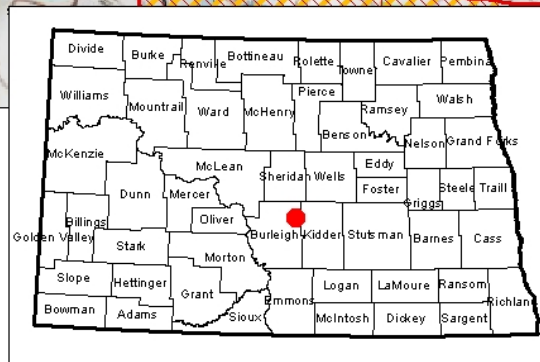 Divide Burke Renville Bottineau Rolette Towner Cavalier Pembina
Williams Mountrail Ward McHenry Pierce Ramsey Walsh
Benson Nelson Grand Forks
McKenzie McLean Sheridan Wells Eddy
Dunn Mercer Foster Griggs Steele Traill
Golden Valley Billings Oliver Burleigh Kidder Stutsman Barnes Cass
Stark Morton
Slope Hettinger Grant Emmons Logan LaMoure Ransom Richland
Bowman Adams Sioux McIntosh Dickey Sargent